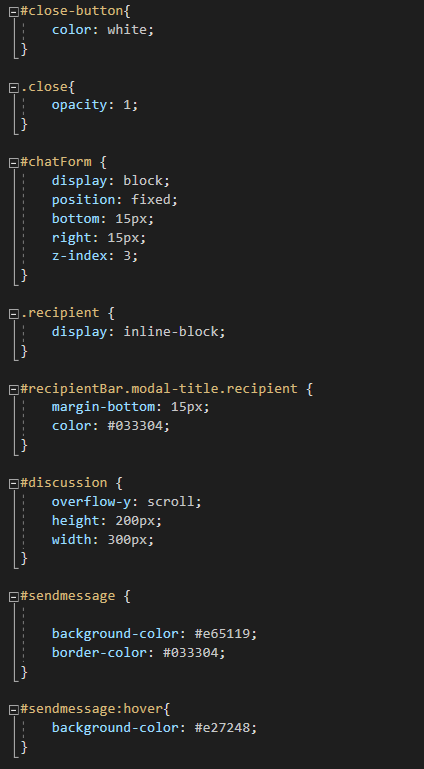 #close-button{
    color: white;
}
.close{
    opacity: 1;
}
#chatForm {
    display: block;
    position: fixed;
    bottom: 15px;
    right: 15px;
    z-index: 3;
}
.recipient {
    display: inline-block;
}
#recipientBar.modal-title.recipient {
    margin-bottom: 15px;
    color: #033304;
}
#discussion {
    overflow-y: scroll;
    height: 200px;
    width: 300px;
}
#sendmessage {
    background-color: #e65119;
    border-color: #033304;
}
#sendmessage:hover{
    background-color: #e27248;
}